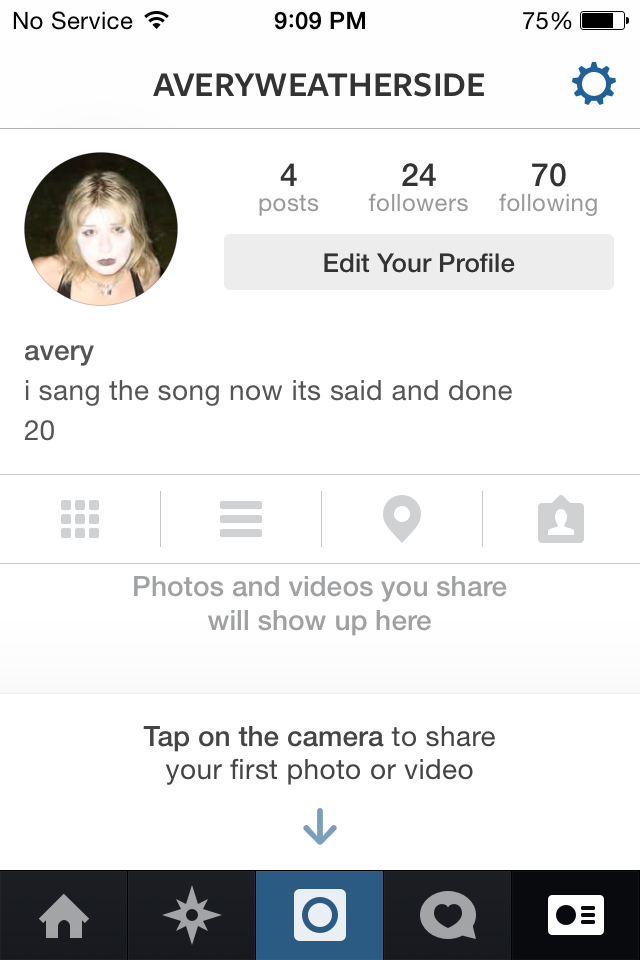 No Service 9:09 PM 75%
AVERYWEATHERSIDE
4 24 70
posts followers following
Edit Your Profile
avery
i sang the song now its said and done
20
Photos and videos you share
will show up here
Tap on the camera to share
your first photo or video